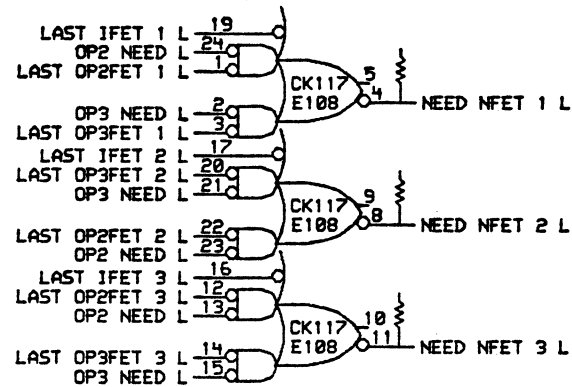 LAST IFET 1 L 19
OP2 NEED L 24
LAST OP2FET 1 L 1
CK117 5
E108 4 NEED NFET 1 L
OP3 NEED L 2
LAST OP3FET 1 L 3
LAST IFET 2 L 17
LAST OP3FET 2 L 20
OP3 NEED L 21
CK117 9
E108 8 NEED NFET 2 L
LAST OP2FET 2 L 22
OP2 NEED L 23
LAST IFET 3 L 16
LAST OP2FET 3 L 12
OP2 NEED L 13
CK117 10
E108 11 NEED NFET 3 L
LAST OP3FET 3 L 14
OP3 NEED L 15